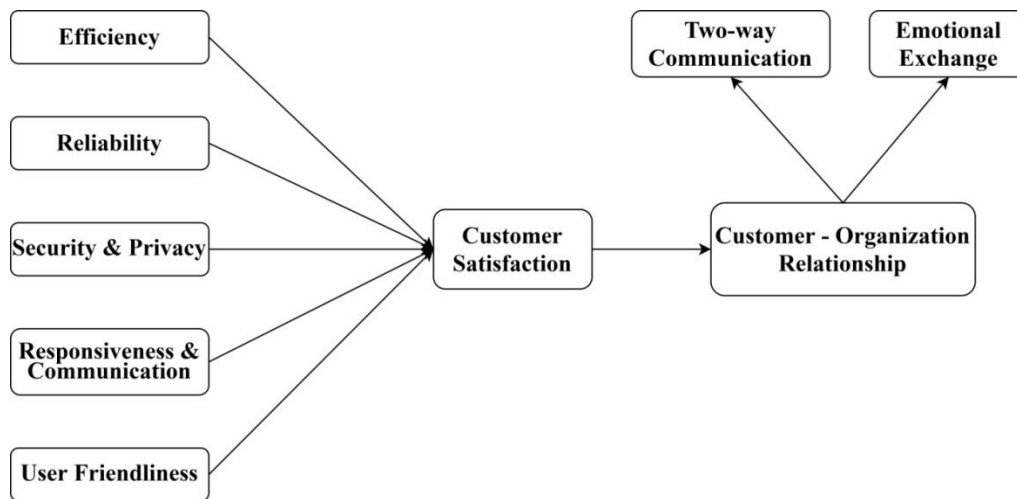 Efficiency
Reliability
Security & Privacy
Responsiveness &
Communication
User Friendliness
Customer
Satisfaction
Two-way
Communication
Emotional
Exchange
Customer - Organization
Relationship